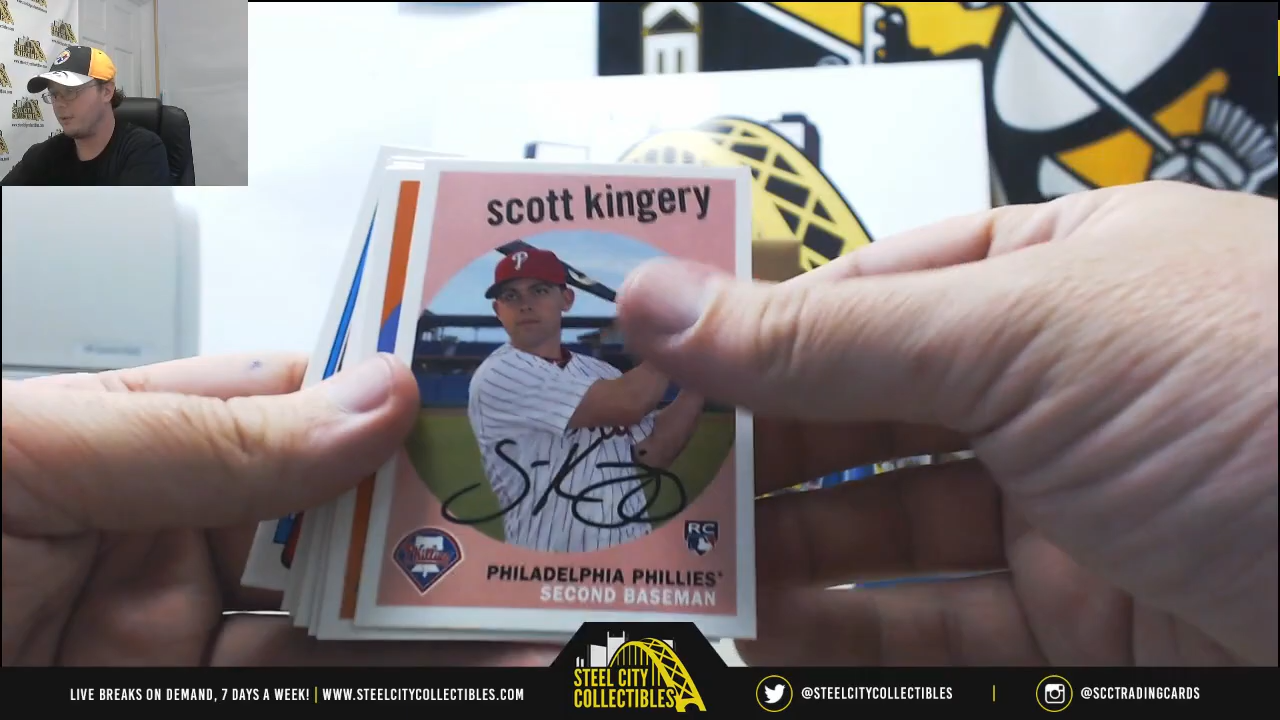 scott kingery
P
S-K
RC
Phillies
PHILADELPHIA PHILLIES
SECOND BASEMAN
STEEL CITY
COLLECTIBLES
LIVE BREAKS ON DEMAND, 7 DAYS A WEEK! | WWW.STEELCITYCOLLECTIBLES.COM
@STEELCITYCOLLECTIBLES | @SCCTRADINGCARDS